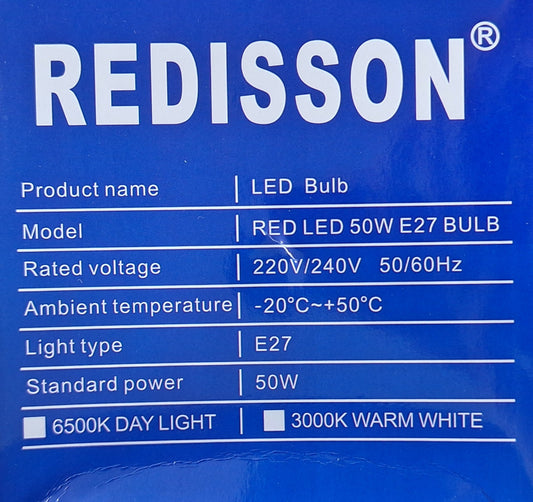 REDISSON®
Product name LED Bulb
Model RED LED 50W E27 BULB
Rated voltage 220V/240V 50/60Hz
Ambient temperature -20°C~+50°C
Light type E27
Standard power 50W
6500K DAY LIGHT 3000K WARM WHITE